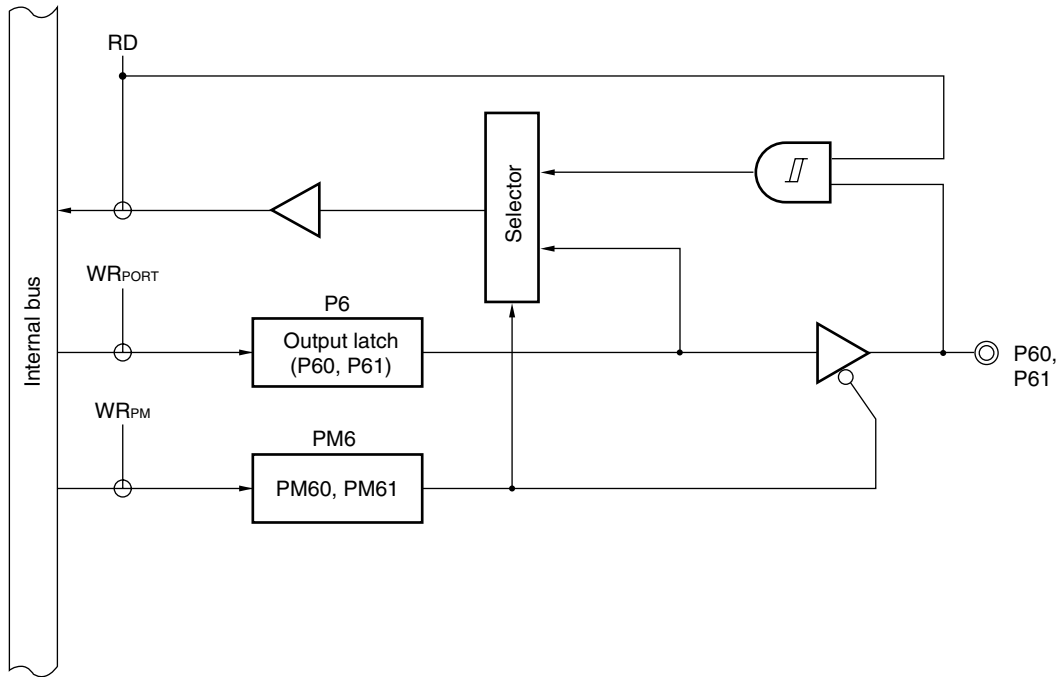 RD
Selector
WRPORT
P6
Output latch
(P60, P61)
P60,
P61
Internal bus
WRPM
PM6
PM60, PM61